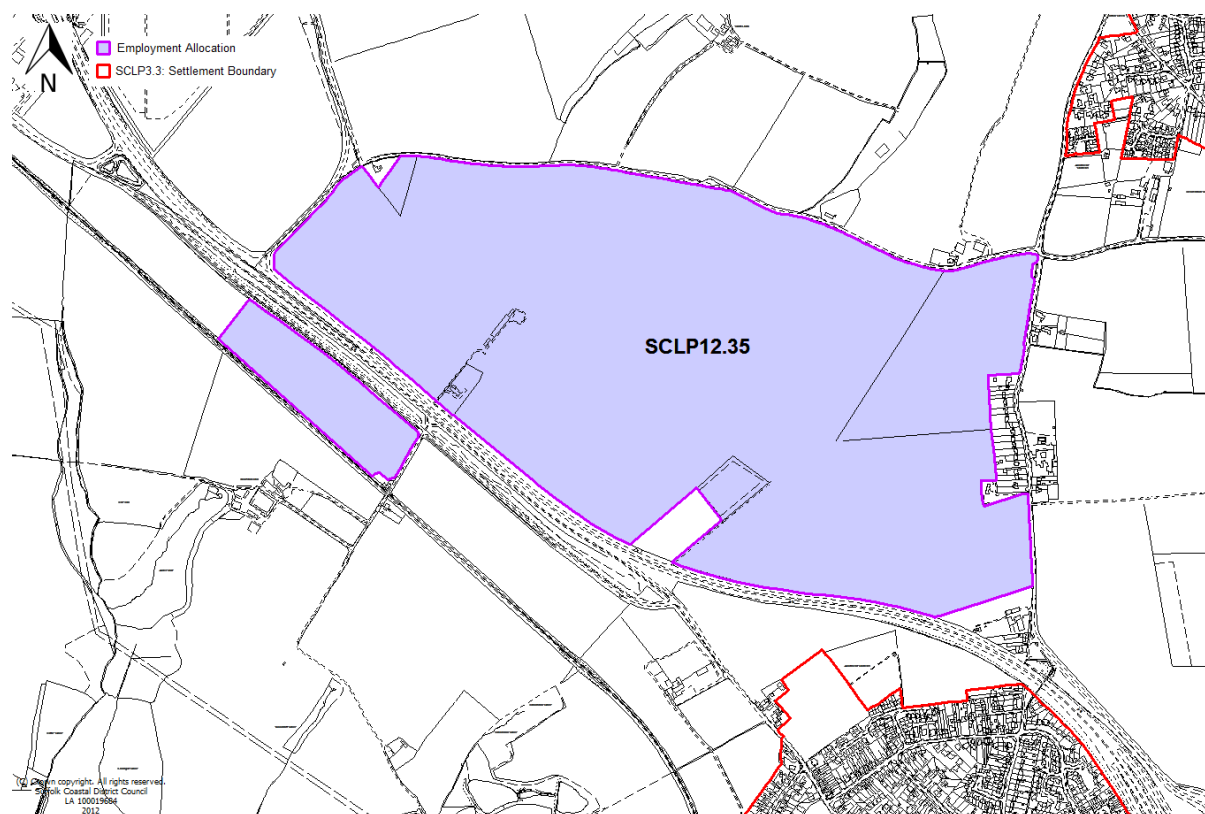 N
Employment Allocation
SCLP3.3: Settlement Boundary
SCLP12.35
(C) Crown copyright. All rights reserved.
Suffolk Coastal District Council
LA 100019684
2012